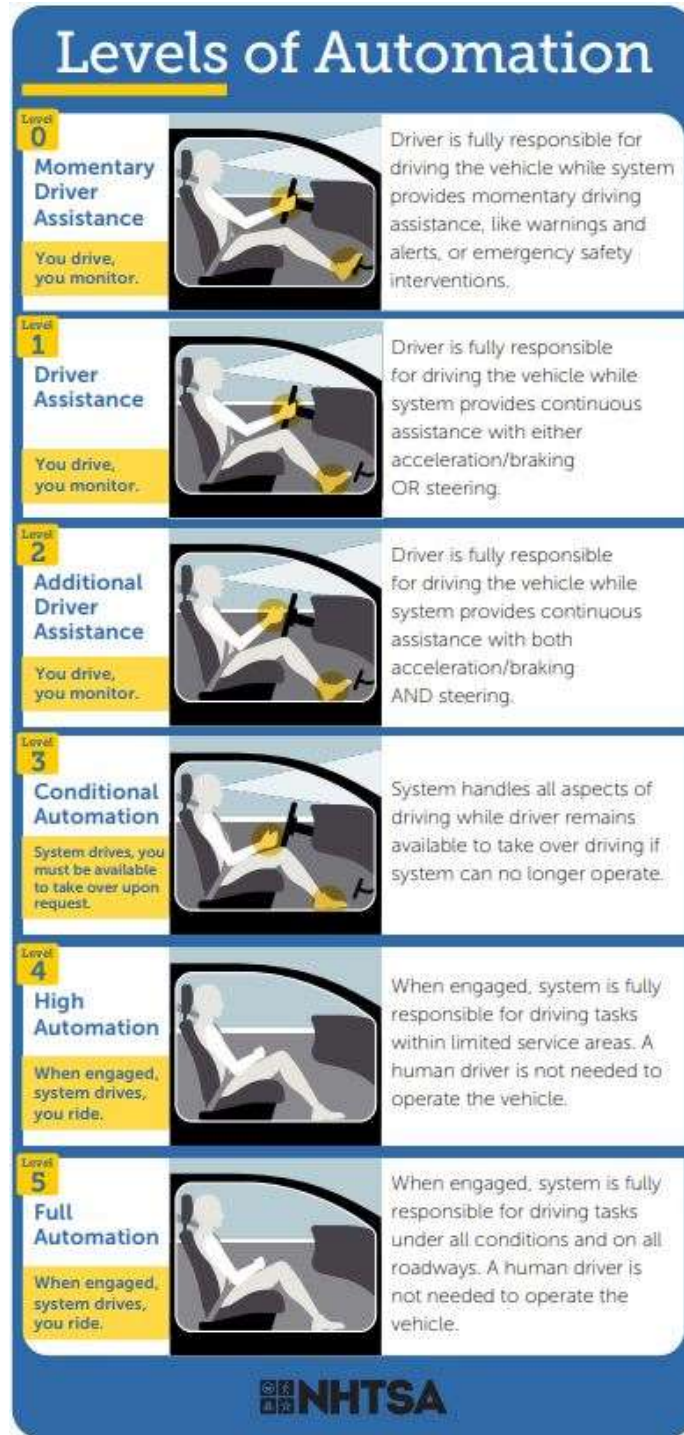 Levels of Automation
Level
0
Momentary
Driver
Assistance
You drive,
you monitor.
Driver is fully responsible for
driving the vehicle while system
provides momentary driving
assistance, like warnings and
alerts, or emergency safety
interventions.
Level
1
Driver
Assistance
You drive,
you monitor.
Driver is fully responsible
for driving the vehicle while
system provides continuous
assistance with either
acceleration/braking
OR steering.
Level
2
Additional
Driver
Assistance
You drive,
you monitor.
Driver is fully responsible
for driving the vehicle while
system provides continuous
assistance with both
acceleration/braking
AND steering.
Level
3
Conditional
Automation
System drives, you
must be available
to take over upon
request.
System handles all aspects of
driving while driver remains
available to take over driving if
system can no longer operate.
Level
4
High
Automation
When engaged,
system drives,
you ride.
When engaged, system is fully
responsible for driving tasks
within limited service areas. A
human driver is not needed to
operate the vehicle.
Level
5
Full
Automation
When engaged,
system drives,
you ride.
When engaged, system is fully
responsible for driving tasks
under all conditions and on all
roadways. A human driver is
not needed to operate the
vehicle.
NHTSA